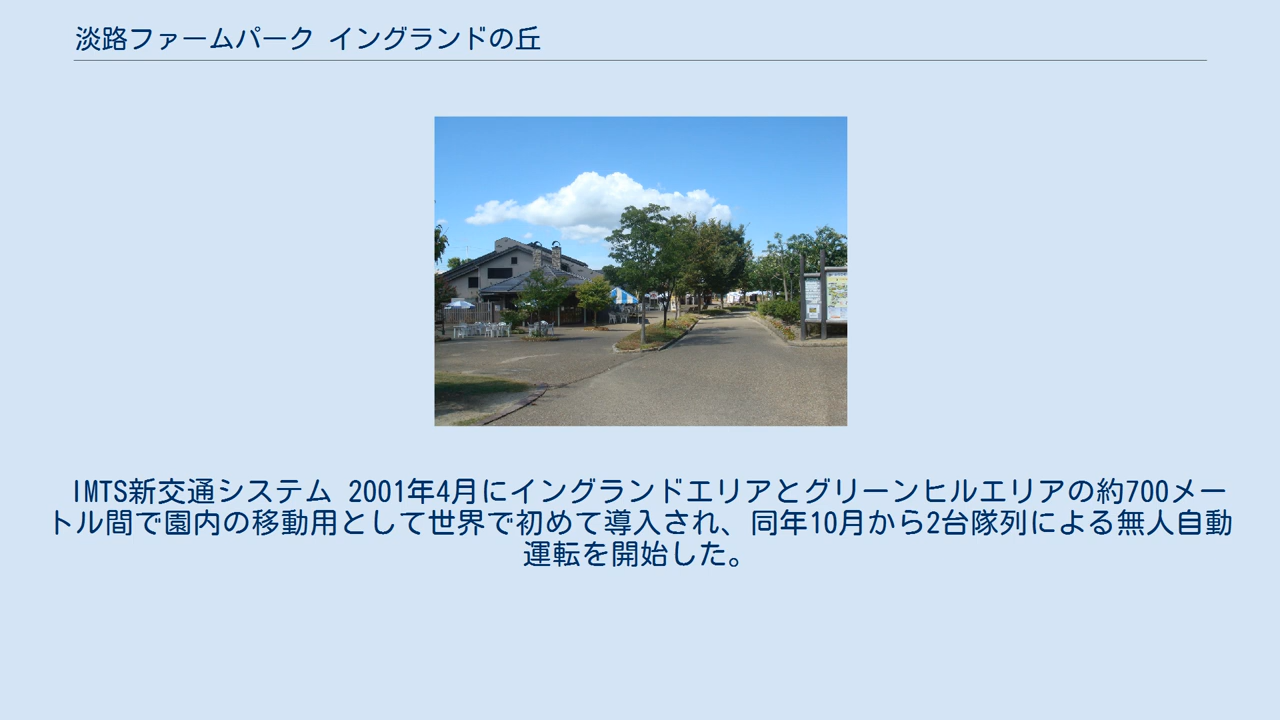 淡路ファームパーク イングランドの丘
IMTS新交通システム 2001年4月にイングランドエリアとグリーンヒルエリアの約700メー
トル間で園内の移動用として世界で初めて導入され、同年10月から2台隊列による無人自動
運転を開始した。